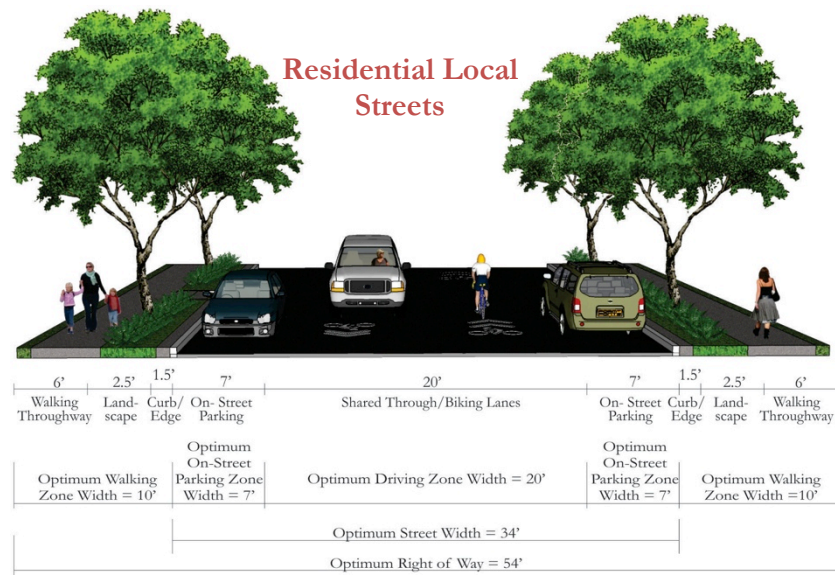 Residential Local
Streets
6’ 2.5’ 1.5’ 7’ 20’ 7’ 1.5’ 2.5’ 6’
Walking Land- Curb/ On- Street Shared Through/Biking Lanes On- Street Curb/ Land- Walking
Throughway scape Edge Parking Parking Edge scape Throughway
Optimum Optimum
On-Street On-Street
Optimum Walking Parking Zone Optimum Driving Zone Width = 20’ Parking Zone Optimum Walking
Zone Width = 10’ Width = 7’ Width = 7’ Zone Width =10’
Optimum Street Width = 34’
Optimum Right of Way = 54’